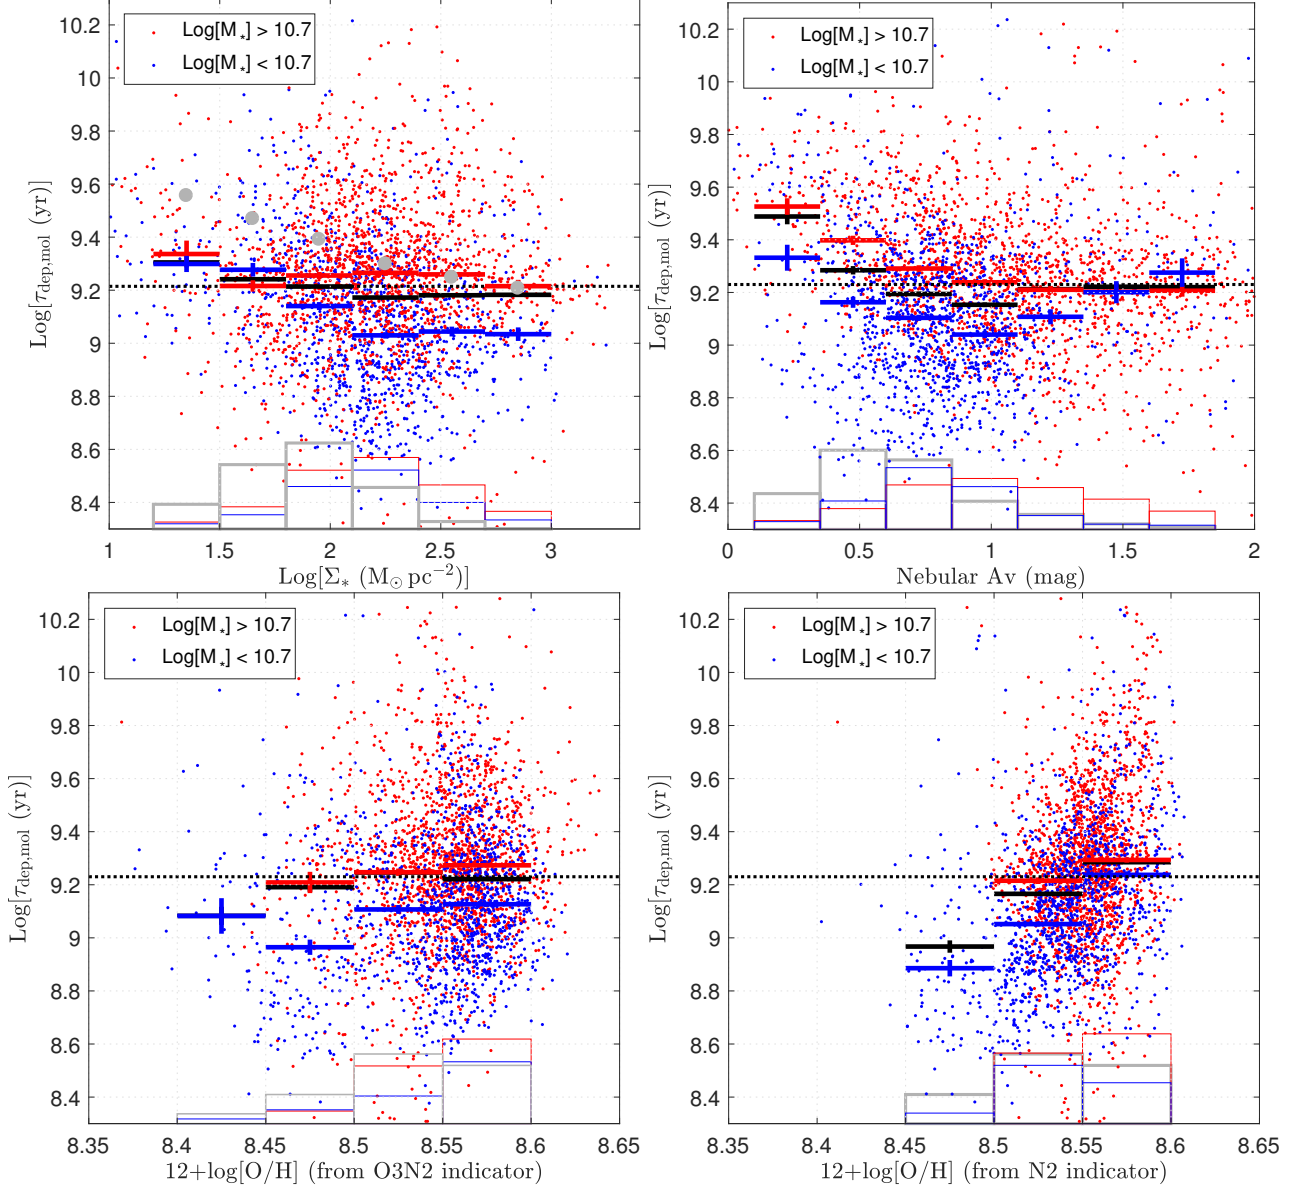 10.2
10
9.8
9.6
9.4
9.2
9
8.8
8.6
8.4
Log[τdep,mol (yr)]
Log[M*] > 10.7
Log[M*] < 10.7
1 1.5 2 2.5 3
Log[Σ* (M⊙ pc−2)]
10.2
10
9.8
9.6
9.4
9.2
9
8.8
8.6
8.4
Log[τdep,mol (yr)]
Log[M*] > 10.7
Log[M*] < 10.7
0 0.5 1 1.5 2
Nebular Av (mag)
10.2
10
9.8
9.6
9.4
9.2
9
8.8
8.6
8.4
Log[τdep,mol (yr)]
Log[M*] > 10.7
Log[M*] < 10.7
8.35 8.4 8.45 8.5 8.55 8.6 8.65
12+log[O/H] (from O3N2 indicator)
10.2
10
9.8
9.6
9.4
9.2
9
8.8
8.6
8.4
Log[τdep,mol (yr)]
Log[M*] > 10.7
Log[M*] < 10.7
8.35 8.4 8.45 8.5 8.55 8.6 8.65
12+log[O/H] (from N2 indicator)